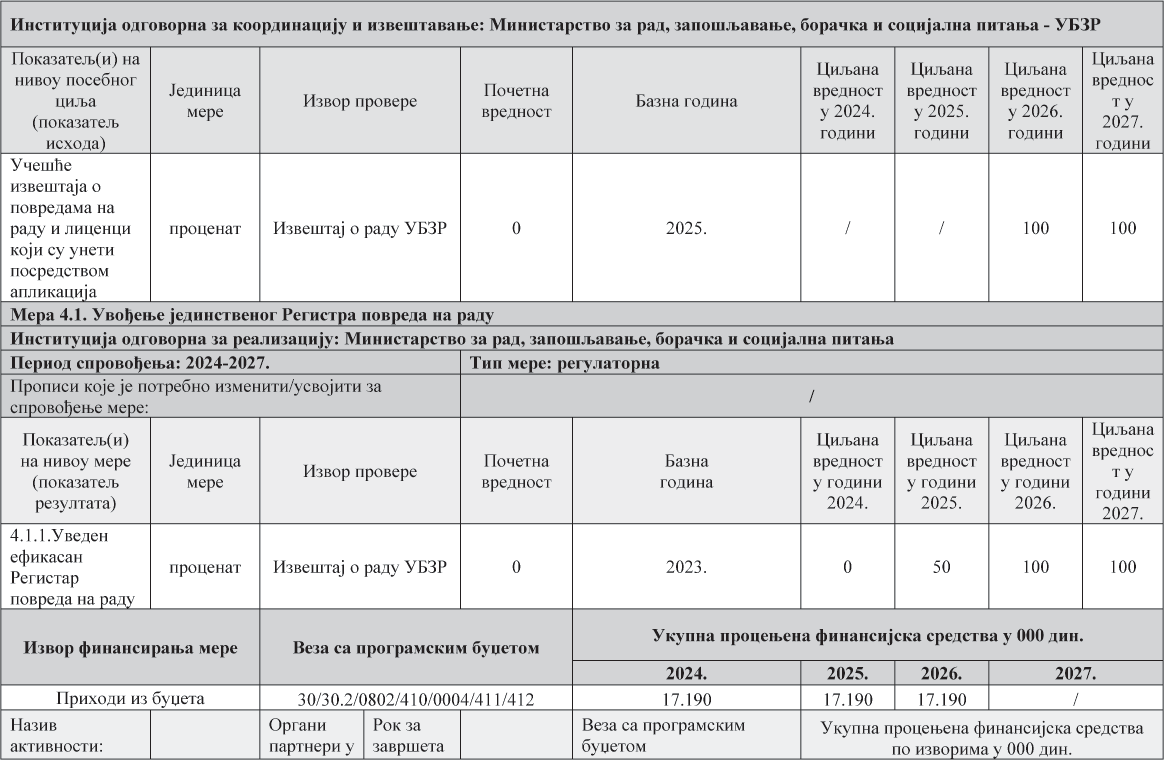 Институција одговорна за координацију и извештавање: Министарство за рад, запошљавање, борачка и социјална питања - УБЗР
Показатељ(и) на
нивоу посебног
циља
(показатељ
исхода)
Јединица
мере
Извор провере
Почетна
вредност
Базна година
Циљана
вредност
у 2024.
години
Циљана
вредност
у 2025.
години
Циљана
вредност
у 2026.
години
Циљана
вреднос
т у
2027.
години
Учешће
извештаја о
повредама на
раду и лиценци
који су унети
посредством
апликација
проценат
Извештај о раду УБЗР
0
2025.
/
/
100
100
Мера 4.1. Увођење јединственог Регистра повреда на раду
Институција одговорна за реализацију: Министарство за рад, запошљавање, борачка и социјална питања
Период спровођења: 2024-2027.
Тип мере: регулаторна
Прописи које је потребно изменити/усвојити за
спровођење мере:
/
Показатељ(и)
на нивоу мере
(показатељ
резултата)
Јединица
мере
Извор провере
Почетна
вредност
Базна
година
Циљана
вредност
у години
2024.
Циљана
вредност
у години
2025.
Циљана
вредност
у години
2026.
Циљана
вреднос
т у
години
2027.
4.1.1.Уведен
ефикасан
Регистар
повреда на раду
проценат
Извештај о раду УБЗР
0
2023.
0
50
100
100
Извор финансирања мере
Веза са програмским буџетом
Укупна процењена финансијска средства у 000 дин.
2024.
2025.
2026.
2027.
Приходи из буџета
30/30.2/0802/410/0004/411/412
17.190
17.190
17.190
/
Назив
активности:
Органи
партнери у
Рок за
завршета
Веза са програмским
буџетом
Укупна процењена финансијска средства
по изворима у 000 дин.